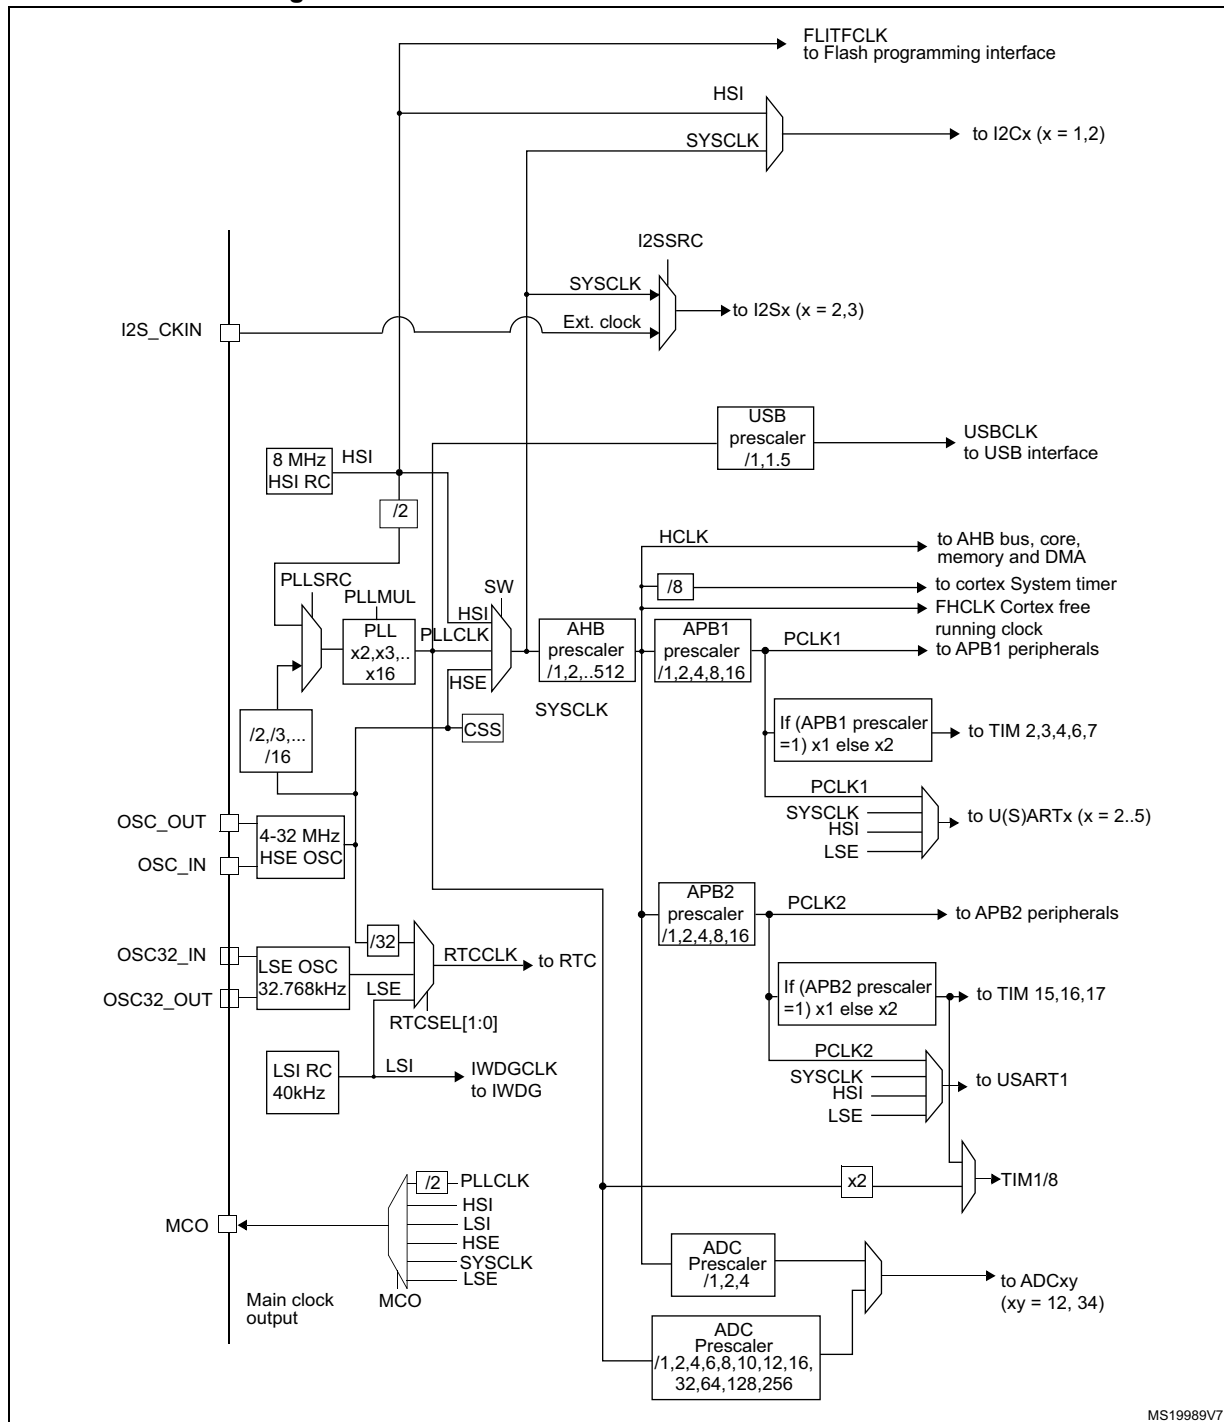 FLITFCLK
to Flash programming interface
HSI
to I2Cx (x = 1,2)
SYSCLK
I2SSRC
SYSCLK
to I2Sx (x = 2,3)
I2S_CKIN
Ext. clock
USB
prescaler
/1,1.5
USBCLK
to USB interface
8 MHz
HSI RC
HSI
/2
HCLK
to AHB bus, core,
memory and DMA
/8
to cortex System timer
FHCLK Cortex free
running clock
PLLSRC
PLLMUL
SW
PLL
x2,x3,..
x16
HSI
PLLCLK
HSE
AHB
prescaler
/1,2,..512
APB1
prescaler
/1,2,4,8,16
PCLK1
to APB1 peripherals
SYSCLK
CSS
/2,/3,...
/16
If (APB1 prescaler
=1) x1 else x2
to TIM 2,3,4,6,7
PCLK1
SYSCLK
HSI
LSE
to U(S)ARTx (x = 2..5)
OSC_OUT
OSC_IN
4-32 MHz
HSE OSC
APB2
prescaler
/1,2,4,8,16
PCLK2
to APB2 peripherals
/32
OSC32_IN
OSC32_OUT
LSE OSC
32.768kHz
LSE
RTCCLK
to RTC
RTCSEL[1:0]
If (APB2 prescaler
=1) x1 else x2
to TIM 15,16,17
LSI RC
40kHz
LSI
IWDGCLK
to IWDG
PCLK2
SYSCLK
HSI
LSE
to USART1
x2
TIM1/8
/2
PLLCLK
HSI
LSI
HSE
SYSCLK
LSE
MCO
MCO
Main clock
output
ADC
Prescaler
/1,2,4
to ADCxy
(xy = 12, 34)
ADC
Prescaler
/1,2,4,6,8,10,12,16,
32,64,128,256
MS19989V7